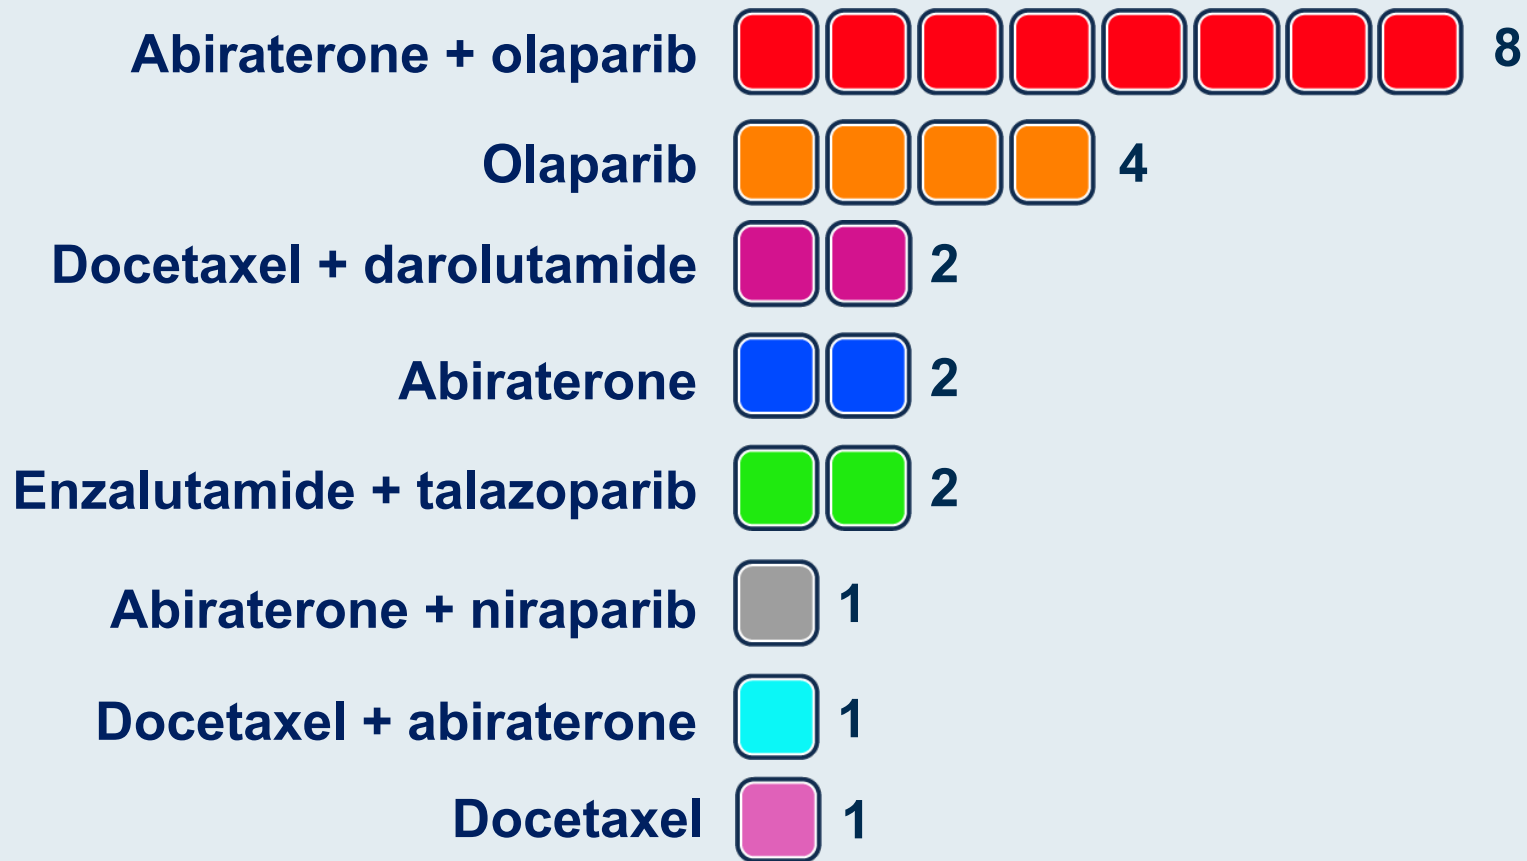 Abiraterone + olaparib 8
Olaparib 4
Docetaxel + darolutamide 2
Abiraterone 2
Enzalutamide + talazoparib 2
Abiraterone + niraparib 1
Docetaxel + abiraterone 1
Docetaxel 1